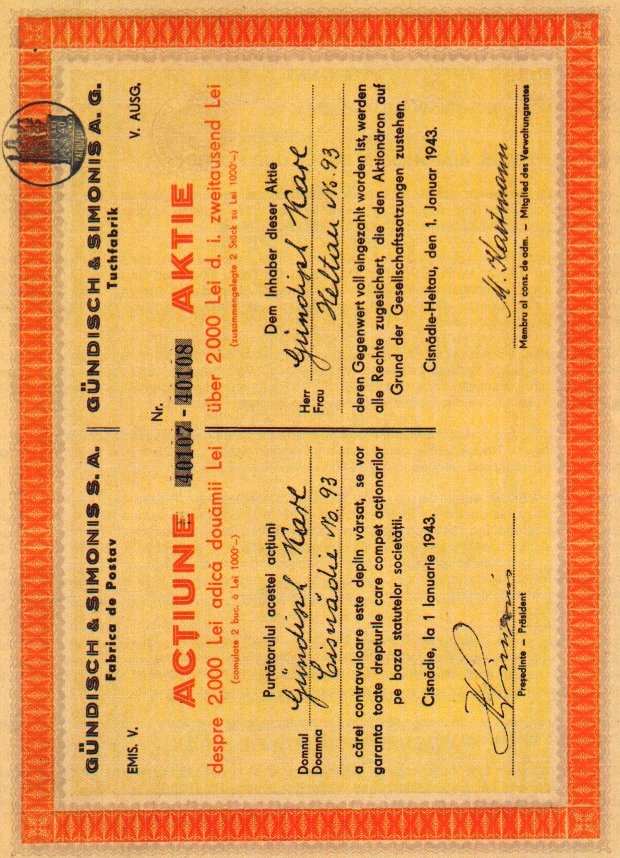 GÜNDISCH & SIMONIS S. A.
Fabrica de Postav
EMIS. V.
GÜNDISCH & SIMONIS A. G.
Tuchfabrik
V. AUSG.
Nr.
40107 - 40108
ACȚIUNE
AKTIE
despre 2.000 Lei adică douămii Lei
(comulate 2 buc. à Lei 1000'—)
über 2.000 Lei d. i. zweitausend Lei
(zusammengelegte 2 Stück zu Lei 1000'—)
Purtătorului acestei acțiuni
Domnul
Doamna
Gündisch Karl
Cisnădie No. 93
a cărei contravaloare este deplin vărsat, se vor
garanta toate drepturile care compet acționarilor
pe baza statutelor societății.
Cisnădie, la 1 Ianuarie 1943.
Președinte — Präsident
Dem Inhaber dieser Aktie
Herr
Frau
Gündisch Karl
Heltau No. 93
deren Gegenwert voll eingezahlt worden ist, werden
alle Rechte zugesichert, die den Aktionären auf
Grund der Gesellschaftssatzungen zustehen.
Cisnădie-Heltau, den 1. Januar 1943.
M. Kartmann
Membru al cons. de adm. — Mitglied des Verwaltungsrates